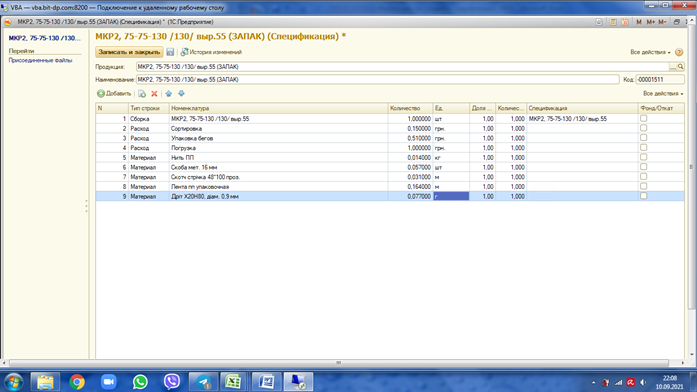 VBA — vba.bit-dp.com:8200 — Подключение к удаленному рабочему столу
МКР2, 75-75-130 /130/ выр.55 (ЗАПАК) (Спецификация) * (1С:Предприятие)
M M+ M-
МКР2, 75-75-130 /130...
Перейти
Присоединенные файлы
МКР2, 75-75-130 /130/ выр.55 (ЗАПАК) (Спецификация) *
Записать и закрыть История изменений Все действия
Продукция: МКР2, 75-75-130 /130/ выр.55 (ЗАПАК)
Наименование: МКР2, 75-75-130 /130/ выр.55 (ЗАПАК) Код: -00001511
Добавить Все действия
N Тип строки Номенклатура Количество Ед. Доля ... Количес... Спецификация Фонд/Откат
1 Сборка МКР2, 75-75-130 /130/ выр.55 1,000000 шт 1,00 1,000 МКР2, 75-75-130 /130/ выр.55
2 Расход Сортировка 0,150000 грн. 1,00 1,000
3 Расход Упаковка бегов 0,510000 грн. 1,00 1,000
4 Расход Погрузка 1,000000 грн. 1,00 1,000
5 Материал Нить ПП 0,014000 кг 1,00 1,000
6 Материал Скоба мет. 16 мм 0,057000 шт 1,00 1,000
7 Материал Скотч стрічка 48*100 проз. 0,031000 м 1,00 1,000
8 Материал Лента пп упаковочная 0,164000 м 1,00 1,000
9 Материал Дріт Х20Н80, діам. 0,9 мм 0,077000 г 1,00 1,000
22:08
10.09.2021